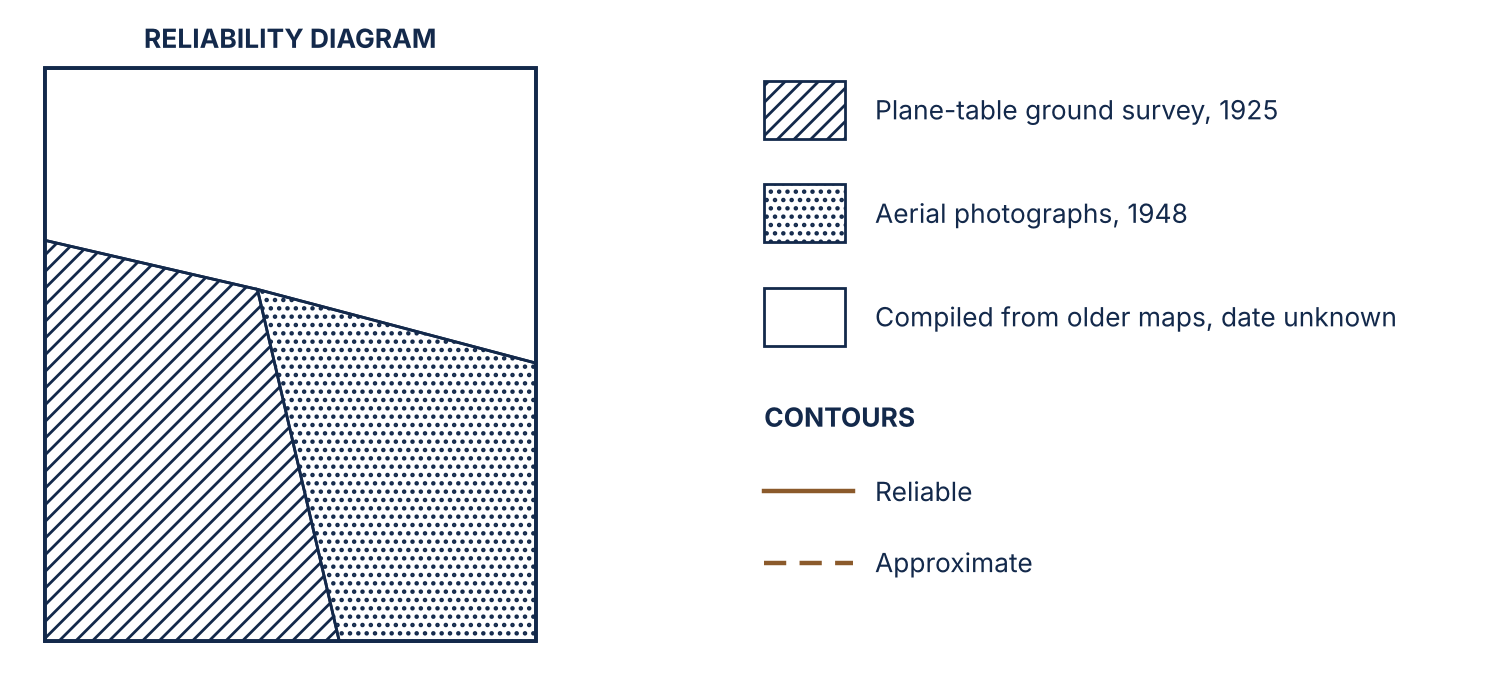 RELIABILITY DIAGRAM
Plane-table ground survey, 1925
Aerial photographs, 1948
Compiled from older maps, date unknown
CONTOURS
Reliable
Approximate